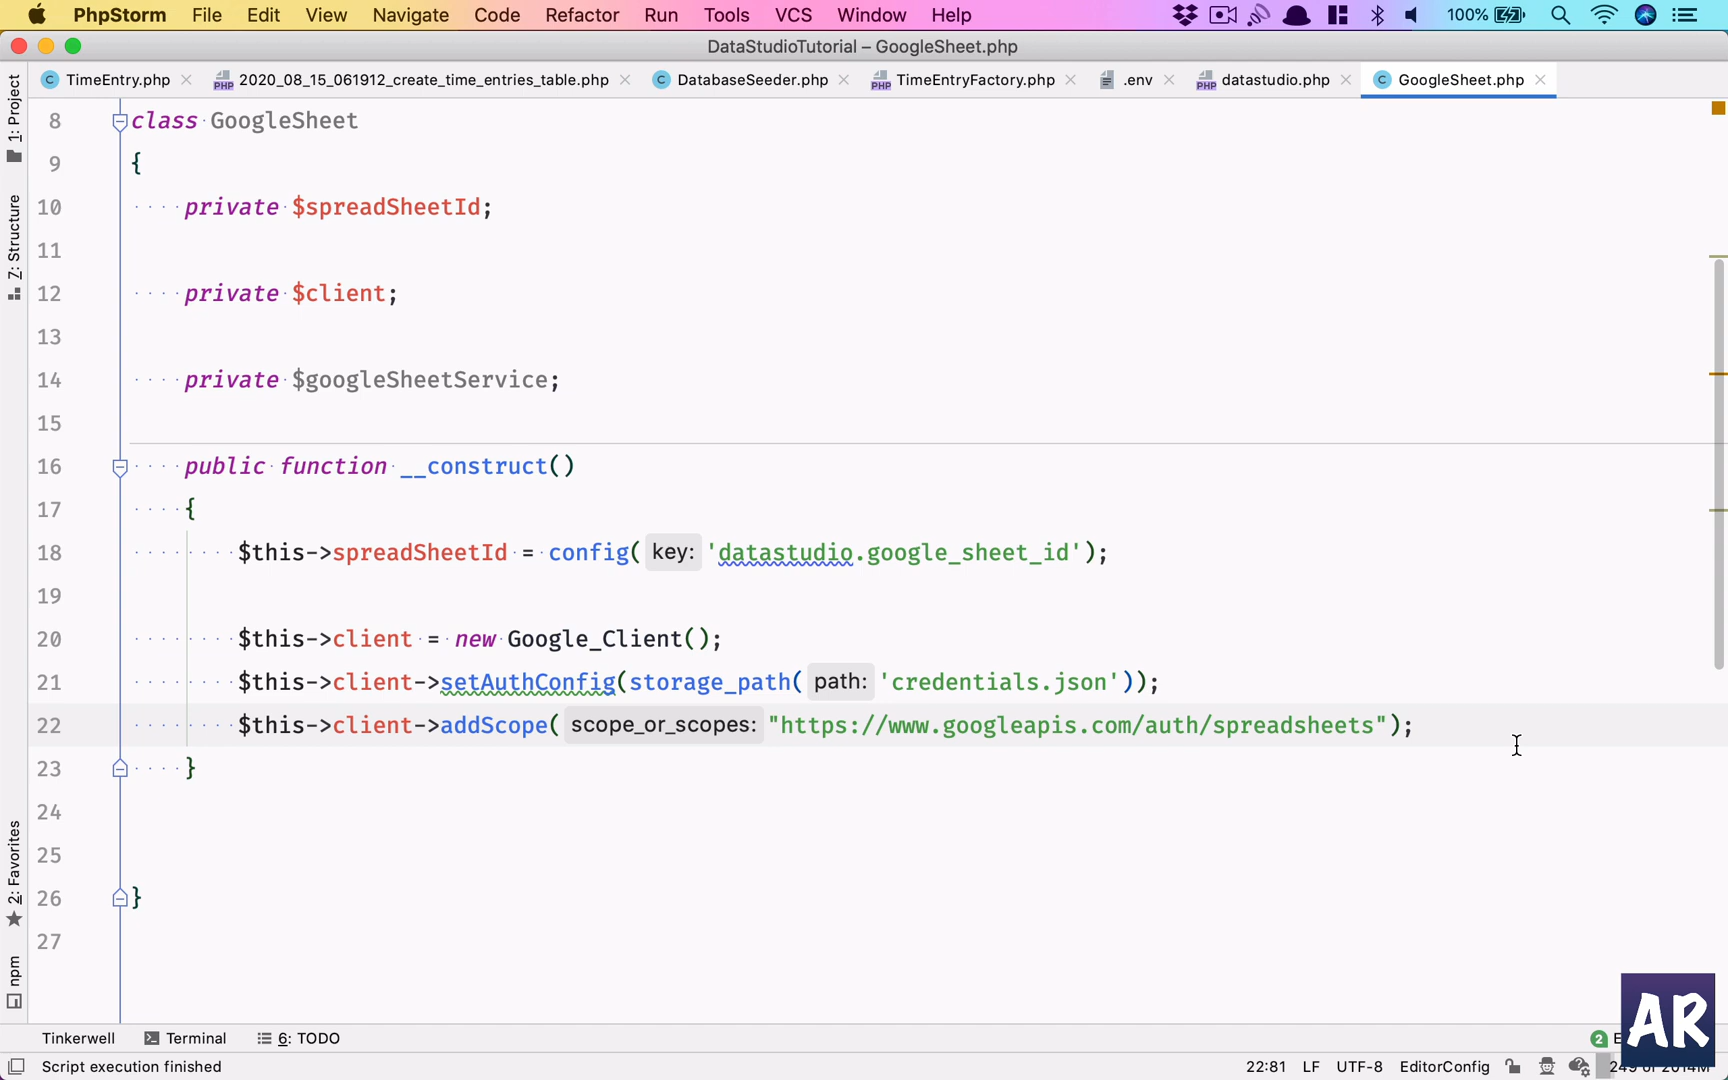 PhpStorm File Edit View Navigate Code Refactor Run Tools VCS Window Help 100%
DataStudioTutorial – GoogleSheet.php
TimeEntry.php 2020_08_15_061912_create_time_entries_table.php DatabaseSeeder.php TimeEntryFactory.php .env datastudio.php GoogleSheet.php
1: Project
Z: Structure
2: Favorites
npm
8 class GoogleSheet
9 {
10 private $spreadSheetId;
11
12 private $client;
13
14 private $googleSheetService;
15
16 public function __construct()
17 {
18 $this->spreadSheetId = config( key: 'datastudio.google_sheet_id');
19
20 $this->client = new Google_Client();
21 $this->client->setAuthConfig(storage_path( path: 'credentials.json'));
22 $this->client->addScope( scope_or_scopes: "https://www.googleapis.com/auth/spreadsheets");
23 }
24
25
26 }
27
Tinkerwell Terminal 6: TODO 2
AR
Script execution finished 22:81 LF UTF-8 EditorConfig